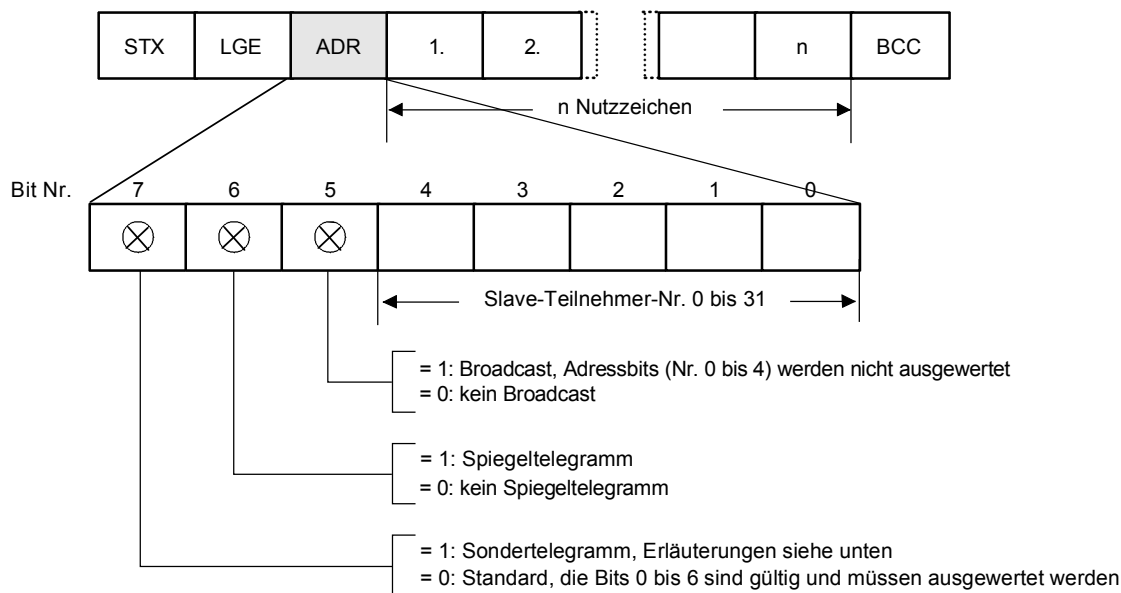 STX LGE ADR 1. 2. n BCC
n Nutzzeichen
Bit Nr. 7 6 5 4 3 2 1 0
Slave-Teilnehmer-Nr. 0 bis 31
= 1: Broadcast, Adressbits (Nr. 0 bis 4) werden nicht ausgewertet
= 0: kein Broadcast
= 1: Spiegeltelegramm
= 0: kein Spiegeltelegramm
= 1: Sondertelegramm, Erläuterungen siehe unten
= 0: Standard, die Bits 0 bis 6 sind gültig und müssen ausgewertet werden